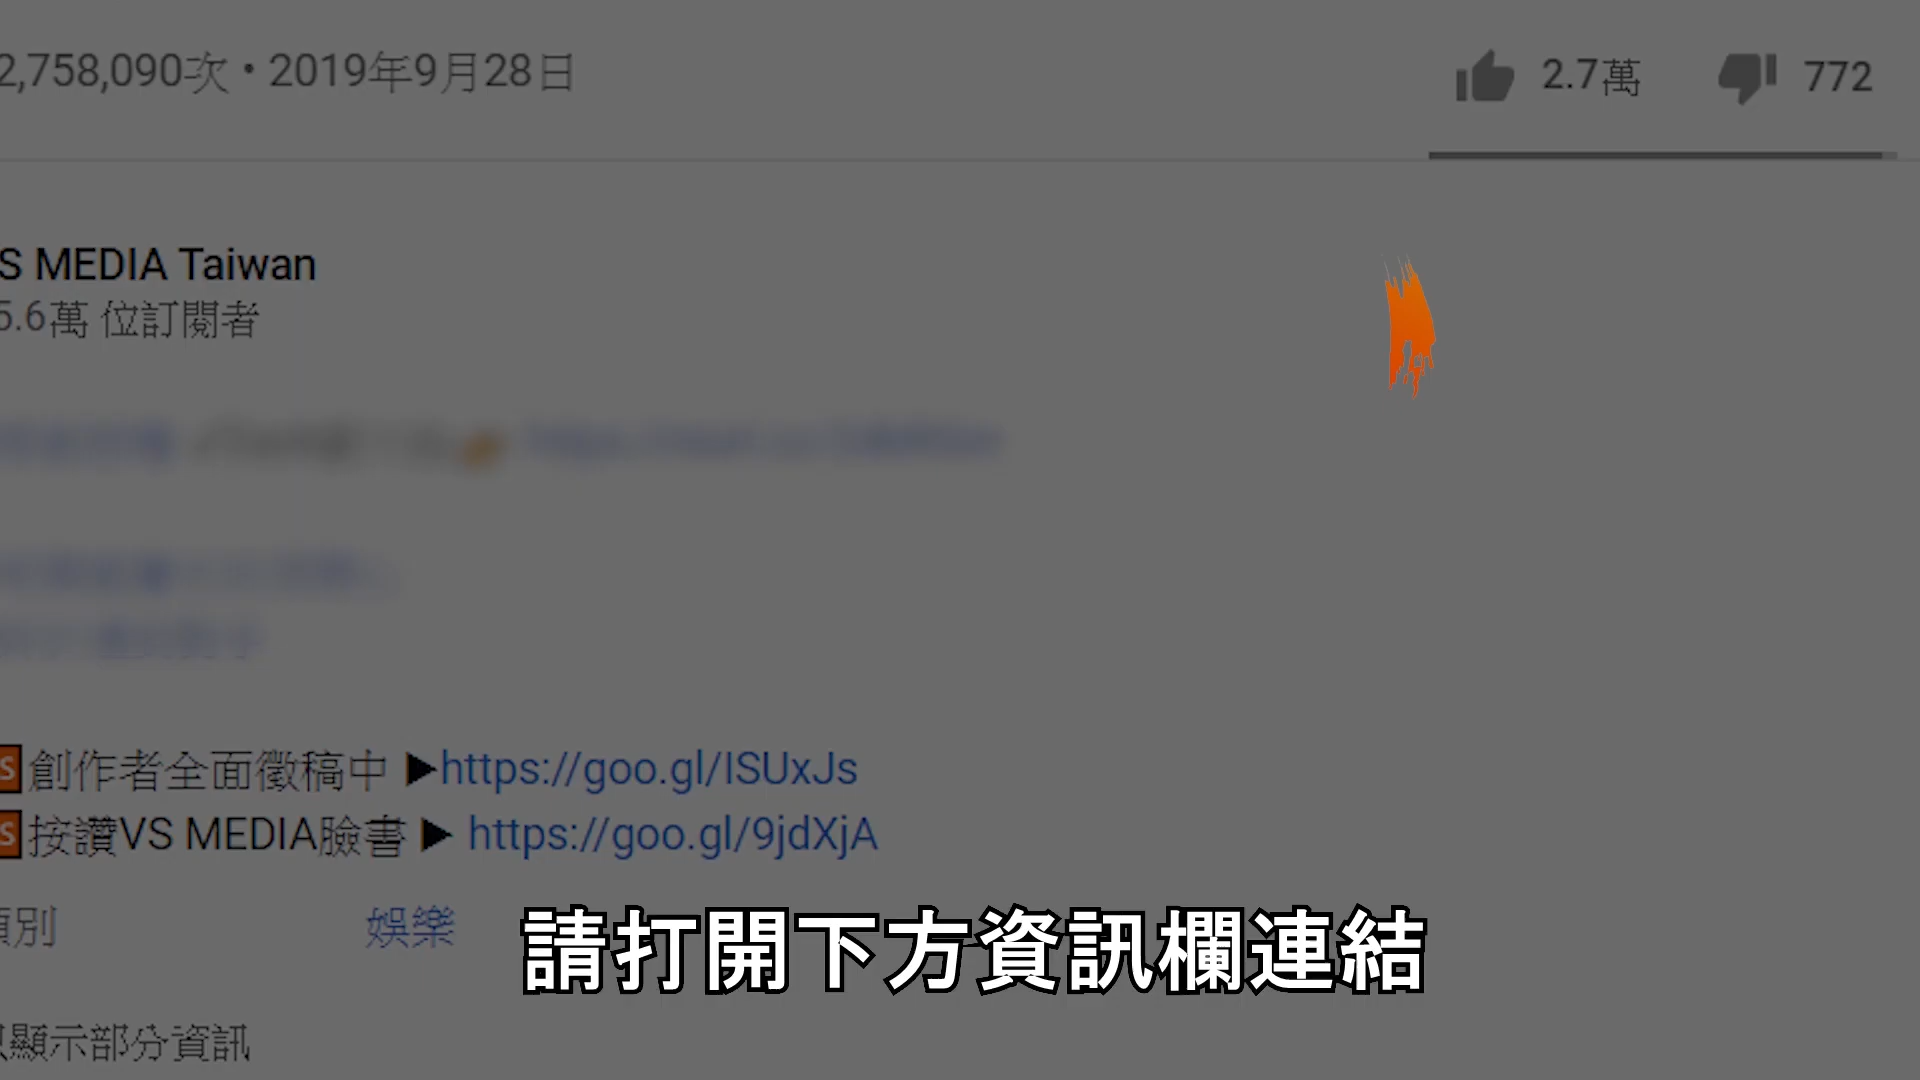 2,758,090次 • 2019年9月28日
2.7萬
772
S MEDIA Taiwan
5.6萬 位訂閱者
S 創作者全面徵稿中 ▶https://goo.gl/ISUxJs
S 按讚VS MEDIA臉書 ▶ https://goo.gl/9jdXjA
類別 娛樂
請打開下方資訊欄連結
只顯示部分資訊